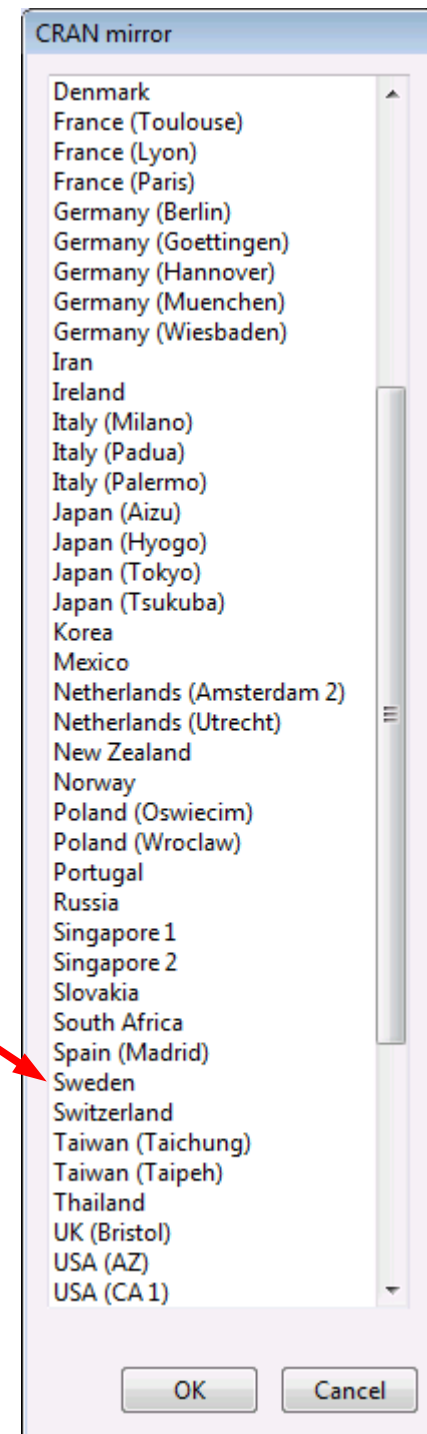 CRAN mirror
Denmark
France (Toulouse)
France (Lyon)
France (Paris)
Germany (Berlin)
Germany (Goettingen)
Germany (Hannover)
Germany (Muenchen)
Germany (Wiesbaden)
Iran
Ireland
Italy (Milano)
Italy (Padua)
Italy (Palermo)
Japan (Aizu)
Japan (Hyogo)
Japan (Tokyo)
Japan (Tsukuba)
Korea
Mexico
Netherlands (Amsterdam 2)
Netherlands (Utrecht)
New Zealand
Norway
Poland (Oswiecim)
Poland (Wroclaw)
Portugal
Russia
Singapore 1
Singapore 2
Slovakia
South Africa
Spain (Madrid)
Sweden
Switzerland
Taiwan (Taichung)
Taiwan (Taipeh)
Thailand
UK (Bristol)
USA (AZ)
USA (CA 1)
OK Cancel